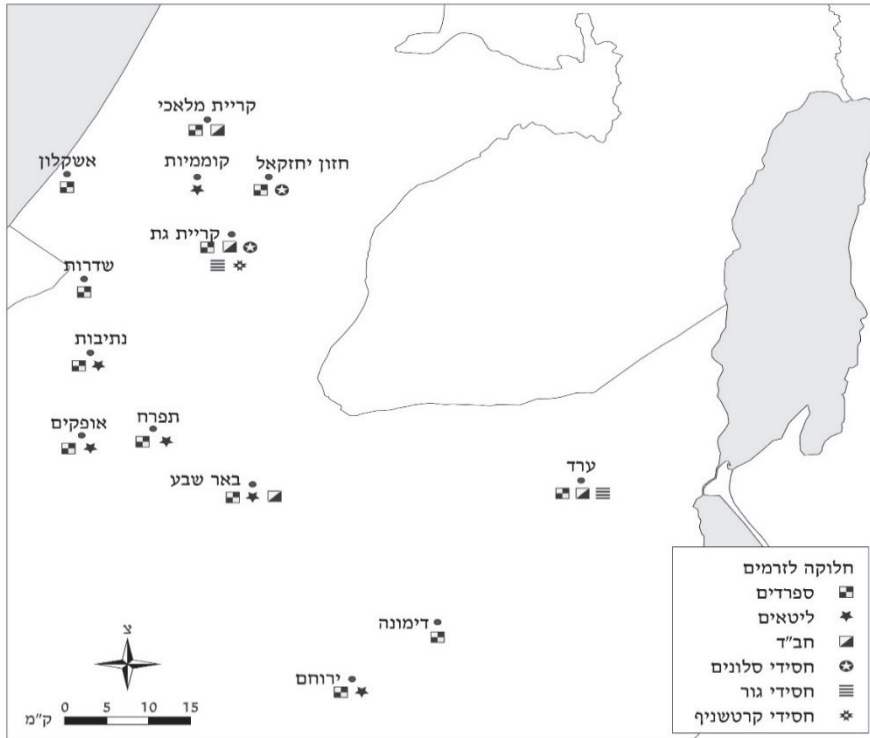 קריית מלאכי
אשקלון
קוממיות
חזון יחזקאל
קריית גת
שדרות
נתיבות
אופקים
תפרח
באר שבע
ערד
דימונה
ירוחם
צ
0 5 10 15
ק"מ
חלוקה לזרמים
ספרדים
ליטאים
חב"ד
חסידי סלונים
חסידי גור
חסידי קרטשניף